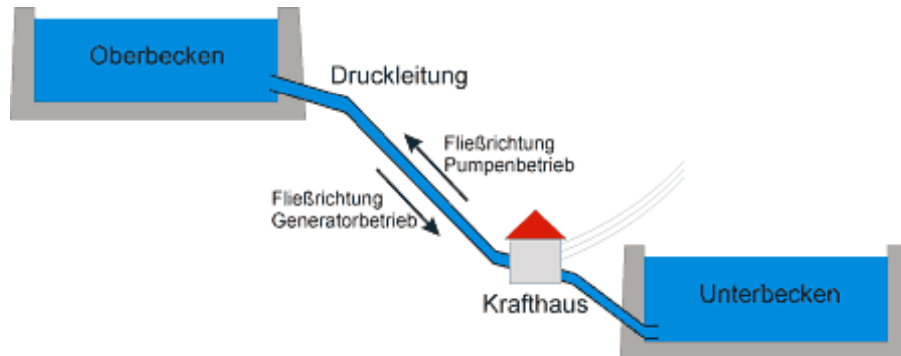 Oberbecken
Druckleitung
Fließrichtung
Pumpenbetrieb
Fließrichtung
Generatorbetrieb
Krafthaus
Unterbecken